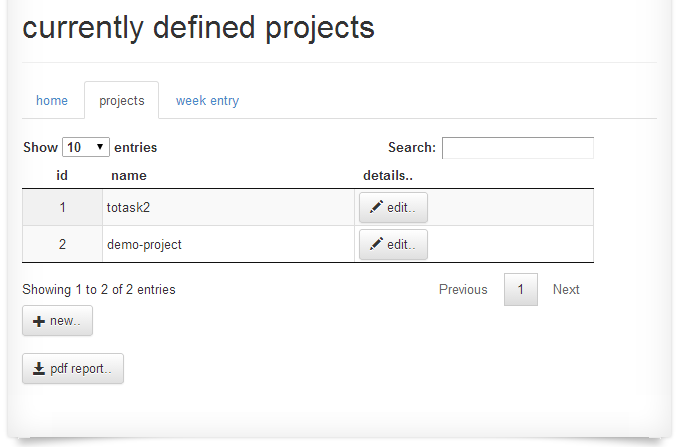 currently defined projects
home projects week entry
Show 10 entries Search:
id name details..
1 totask2 edit..
2 demo-project edit..
Showing 1 to 2 of 2 entries Previous 1 Next
new..
pdf report..